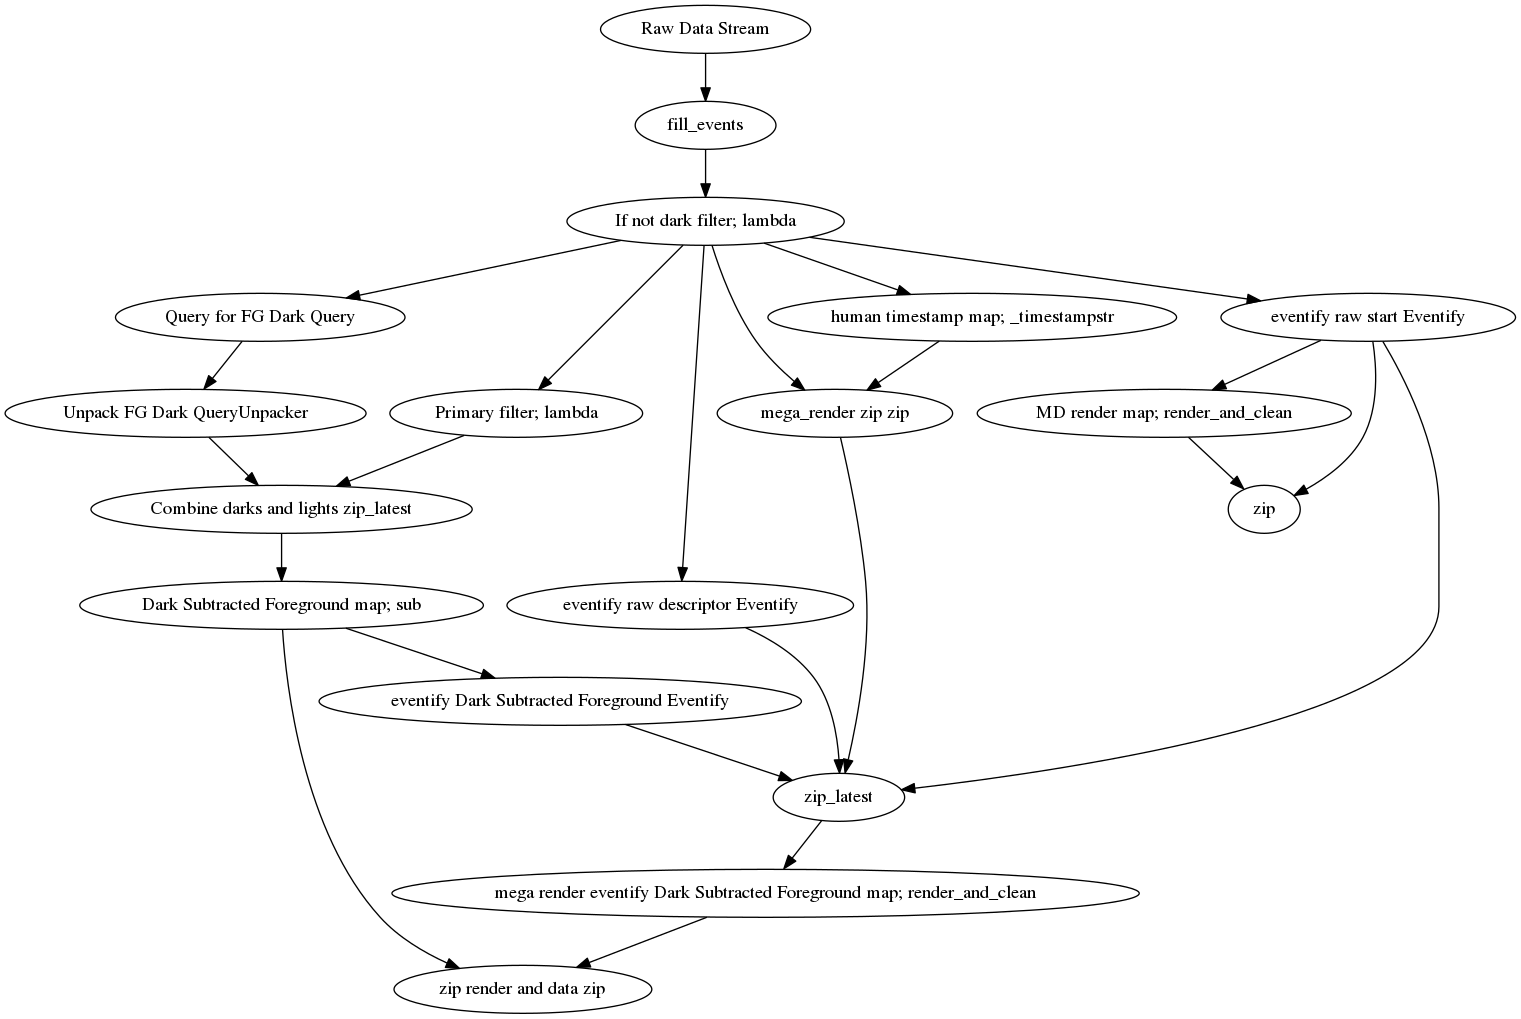 Raw Data Stream
fill_events
If not dark filter; lambda
Query for FG Dark Query
human timestamp map; _timestampstr
eventify raw start Eventify
Unpack FG Dark QueryUnpacker
Primary filter; lambda
mega_render zip zip
MD render map; render_and_clean
Combine darks and lights zip_latest
zip
Dark Subtracted Foreground map; sub
eventify raw descriptor Eventify
eventify Dark Subtracted Foreground Eventify
zip_latest
mega render eventify Dark Subtracted Foreground map; render_and_clean
zip render and data zip